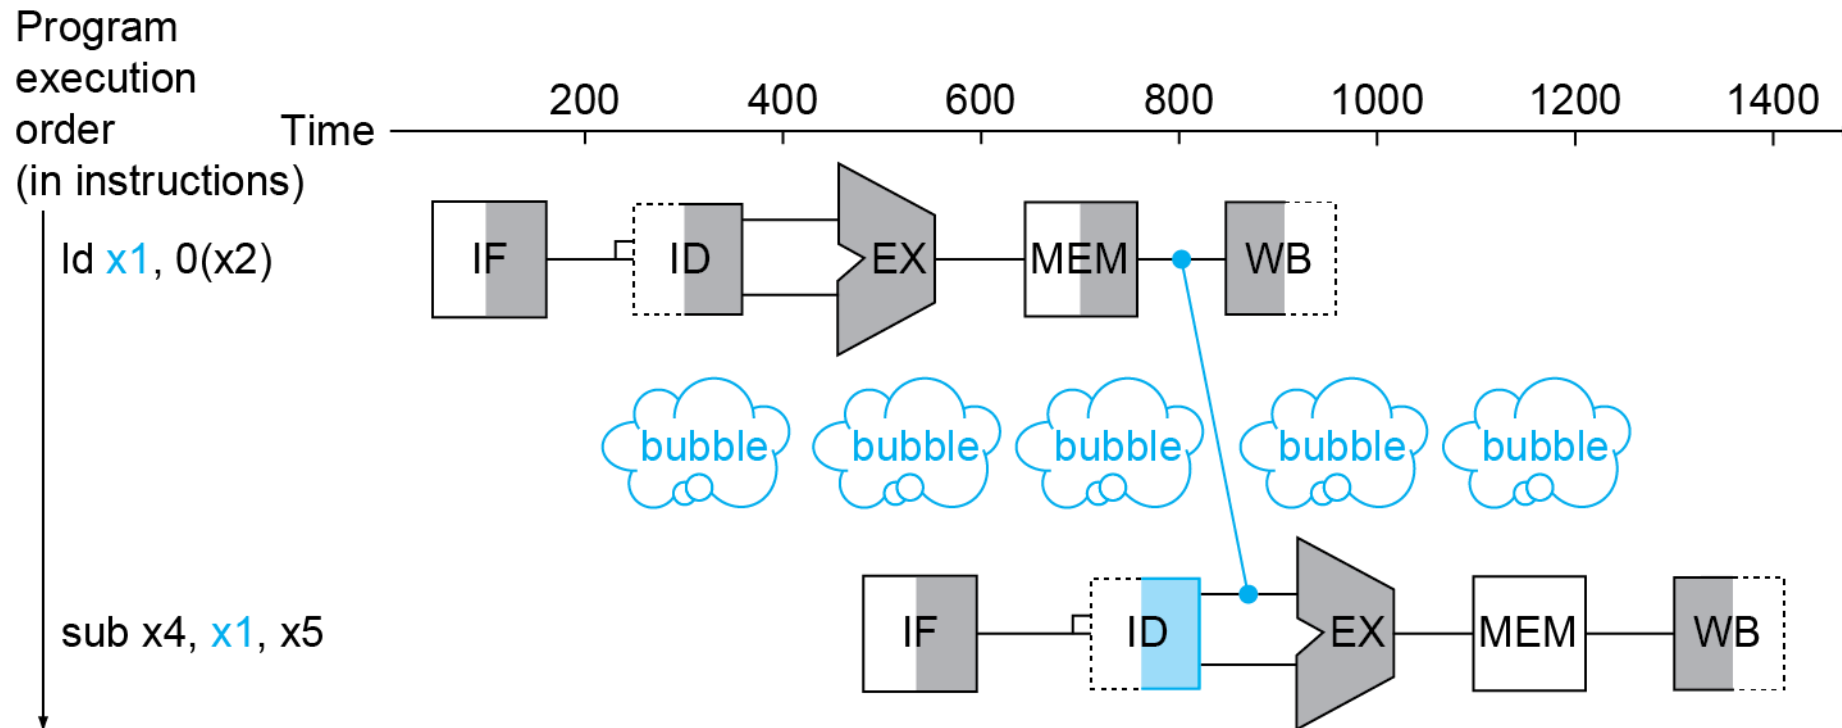 Program
execution
order
(in instructions)
Time
200 400 600 800 1000 1200 1400
ld x1, 0(x2)
IF ID EX MEM WB
bubble bubble bubble bubble bubble
sub x4, x1, x5
IF ID EX MEM WB